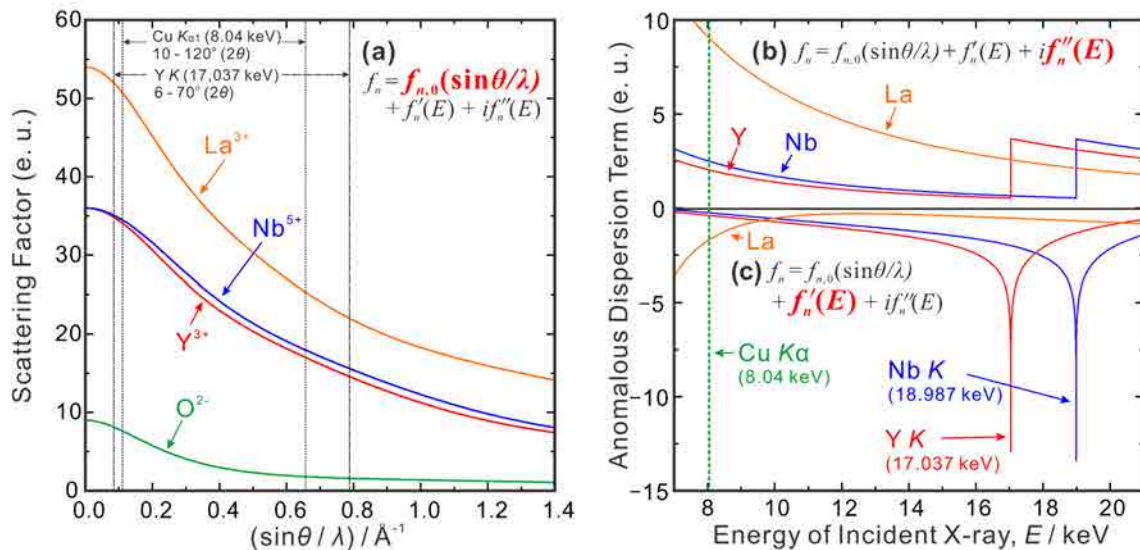 60
50
40
30
20
10
0
0.0 0.2 0.4 0.6 0.8 1.0 1.2 1.4
Scattering Factor (e. u.)
(sinθ / λ) / Å⁻¹
Cu Kα1 (8.04 keV)
10 - 120° (2θ)
Y K (17,037 keV)
6 - 70° (2θ)
(a)
fn = fn,0(sinθ/λ)
+ f′n(E) + if″n(E)
La³⁺
Nb⁵⁺
Y³⁺
O²⁻
10
5
0
−5
−10
−15
8 10 12 14 16 18 20
Anomalous Dispersion Term (e. u.)
Energy of Incident X-ray, E / keV
(b) fn = fn,0(sinθ/λ) + f′n(E) + if″n(E)
La
Y
Nb
La
(c) fn = fn,0(sinθ/λ)
+ f′n(E) + if″n(E)
Cu Kα
(8.04 keV)
Nb K
(18.987 keV)
Y K
(17.037 keV)